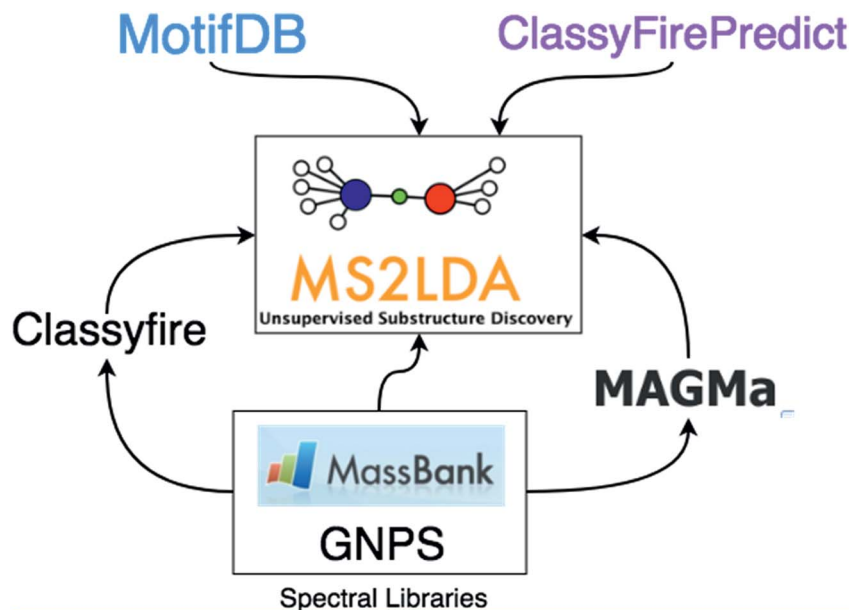 MotifDB
ClassyFirePredict
MS2LDA
Unsupervised Substructure Discovery
Classyfire
MAGMa
MassBank
GNPS
Spectral Libraries